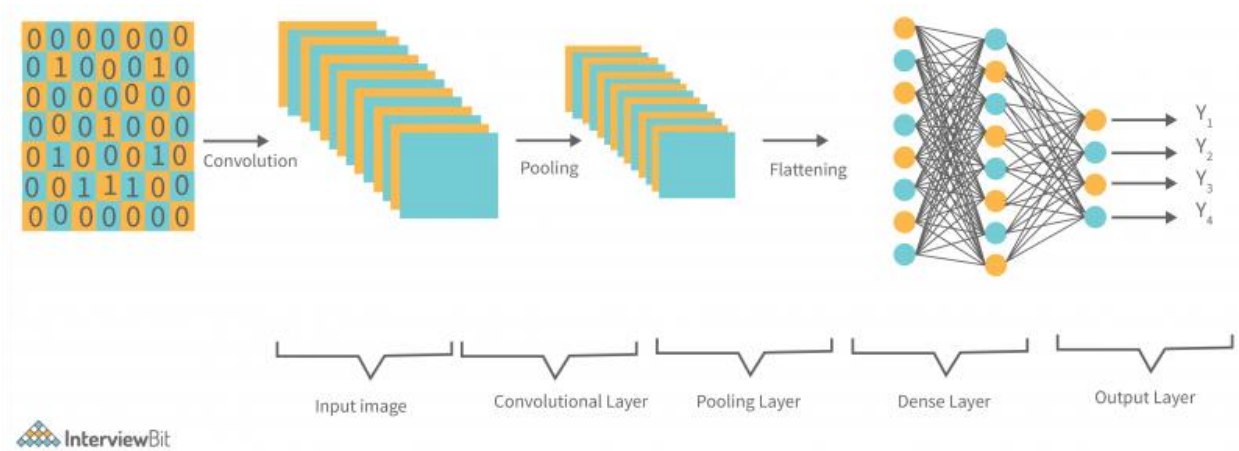 0 0 0 0 0 0 0
0 1 0 0 0 1 0
0 0 0 0 0 0 0
0 0 0 1 0 0 0
0 1 0 0 0 1 0
0 0 1 1 1 0 0
0 0 0 0 0 0 0
Convolution
Pooling
Flattening
Y1
Y2
Y3
Y4
Input image
Convolutional Layer
Pooling Layer
Dense Layer
Output Layer
InterviewBit